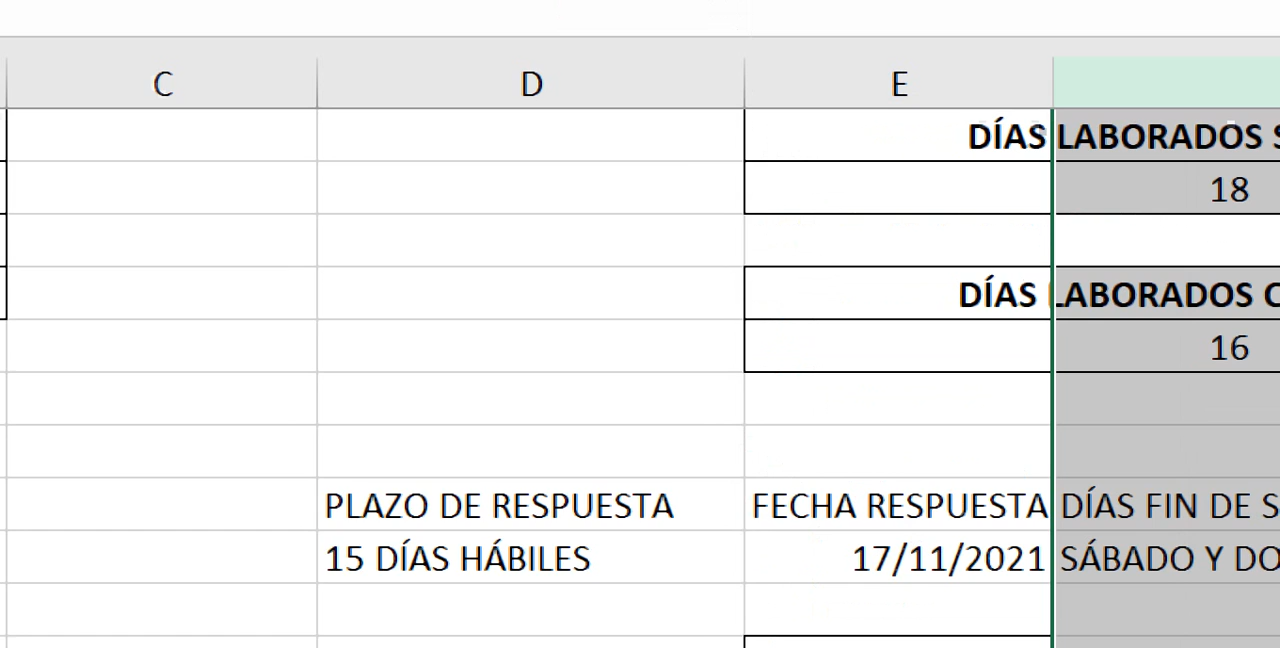 C D E
DÍAS LABORADOS
18
DÍAS LABORADOS
16
PLAZO DE RESPUESTA FECHA RESPUESTA DÍAS FIN DE
15 DÍAS HÁBILES 17/11/2021 SÁBADO Y